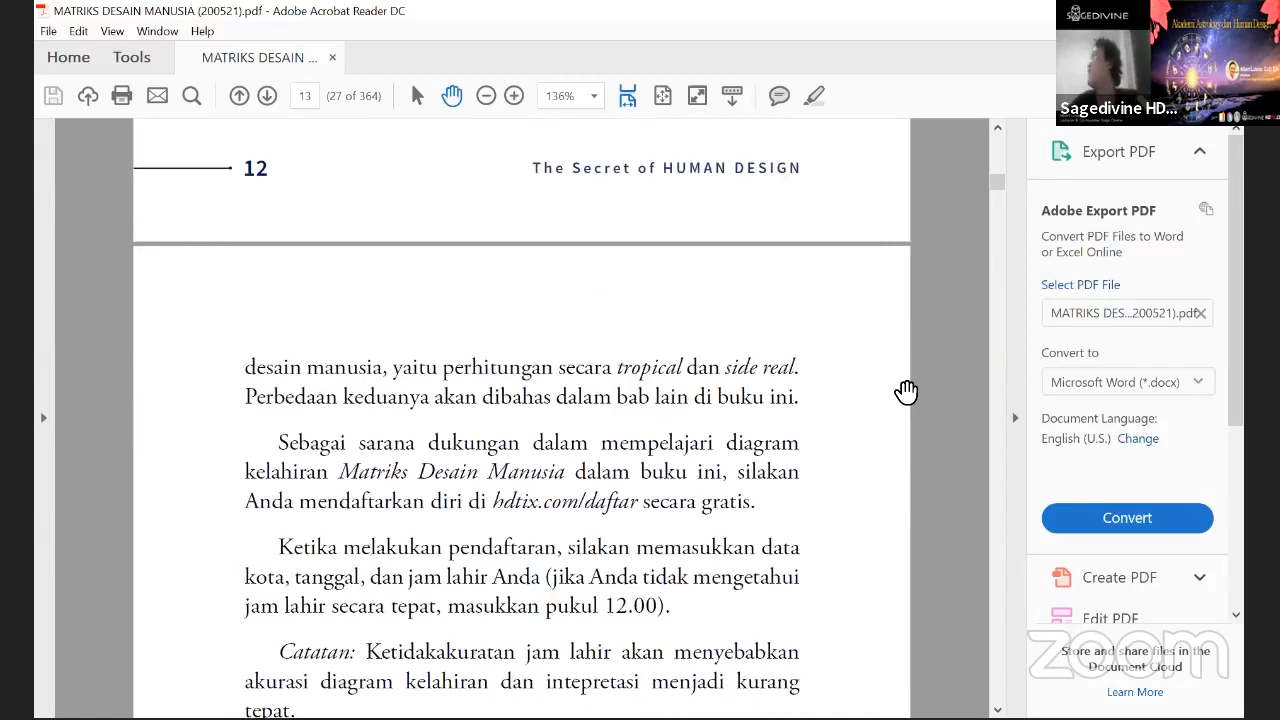 MATRIKS DESAIN MANUSIA (200521).pdf - Adobe Acrobat Reader DC
File Edit View Window Help
Home Tools MATRIKS DESAIN ... ×
13 (27 of 364) 136%
SAGEDIVINE
Akademi Astrology dan Human Design
Sagedivine HD...
12 The Secret of HUMAN DESIGN
desain manusia, yaitu perhitungan secara tropical dan side real.
Perbedaan keduanya akan dibahas dalam bab lain di buku ini.
Sebagai sarana dukungan dalam mempelajari diagram
kelahiran Matriks Desain Manusia dalam buku ini, silakan
Anda mendaftarkan diri di hdtix.com/daftar secara gratis.
Ketika melakukan pendaftaran, silakan memasukkan data
kota, tanggal, dan jam lahir Anda (jika Anda tidak mengetahui
jam lahir secara tepat, masukkan pukul 12.00).
Catatan: Ketidakakuratan jam lahir akan menyebabkan
akurasi diagram kelahiran dan intepretasi menjadi kurang
tepat.
Export PDF
Adobe Export PDF
Convert PDF Files to Word
or Excel Online
Select PDF File
MATRIKS DES...200521).pdf
Convert to
Microsoft Word (*.docx)
Document Language:
English (U.S.) Change
Convert
Create PDF
Edit PDF
Store and share files in the
Document Cloud
Learn More
zoom